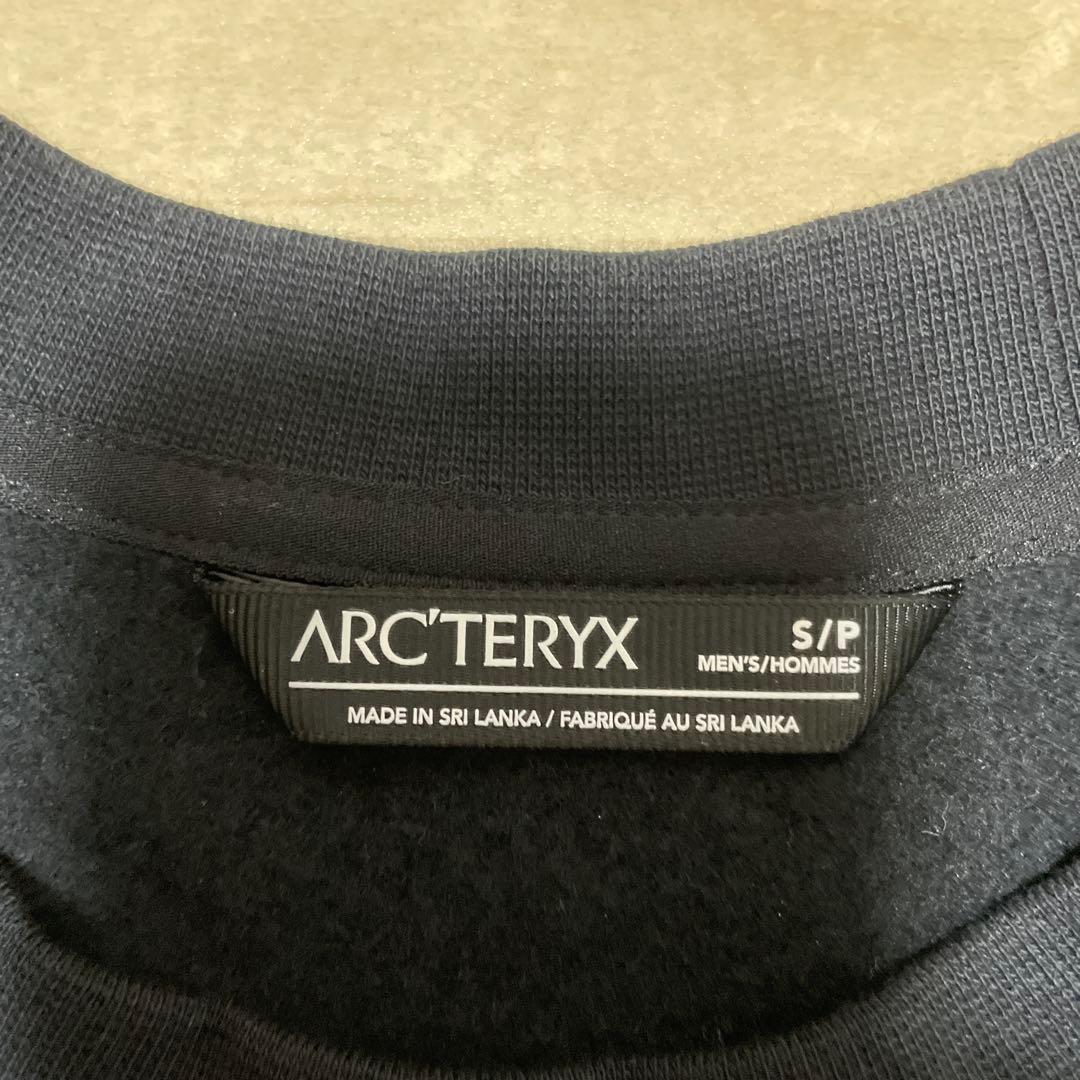 ARC'TERYX
S/P
MEN'S/HOMMES
MADE IN SRI LANKA / FABRIQUÉ AU SRI LANKA